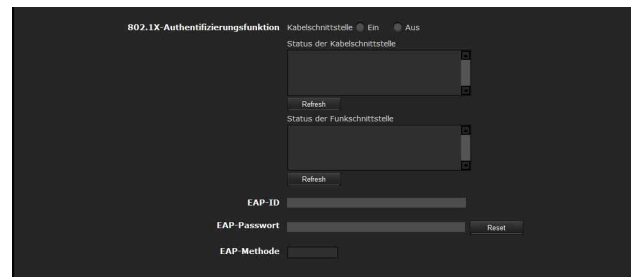 802.1X-Authentifizierungsfunktion Kabelschnittstelle Ein Aus
Status der Kabelschnittstelle
Refresh
Status der Funkschnittstelle
Refresh
EAP-ID
EAP-Passwort Reset
EAP-Methode